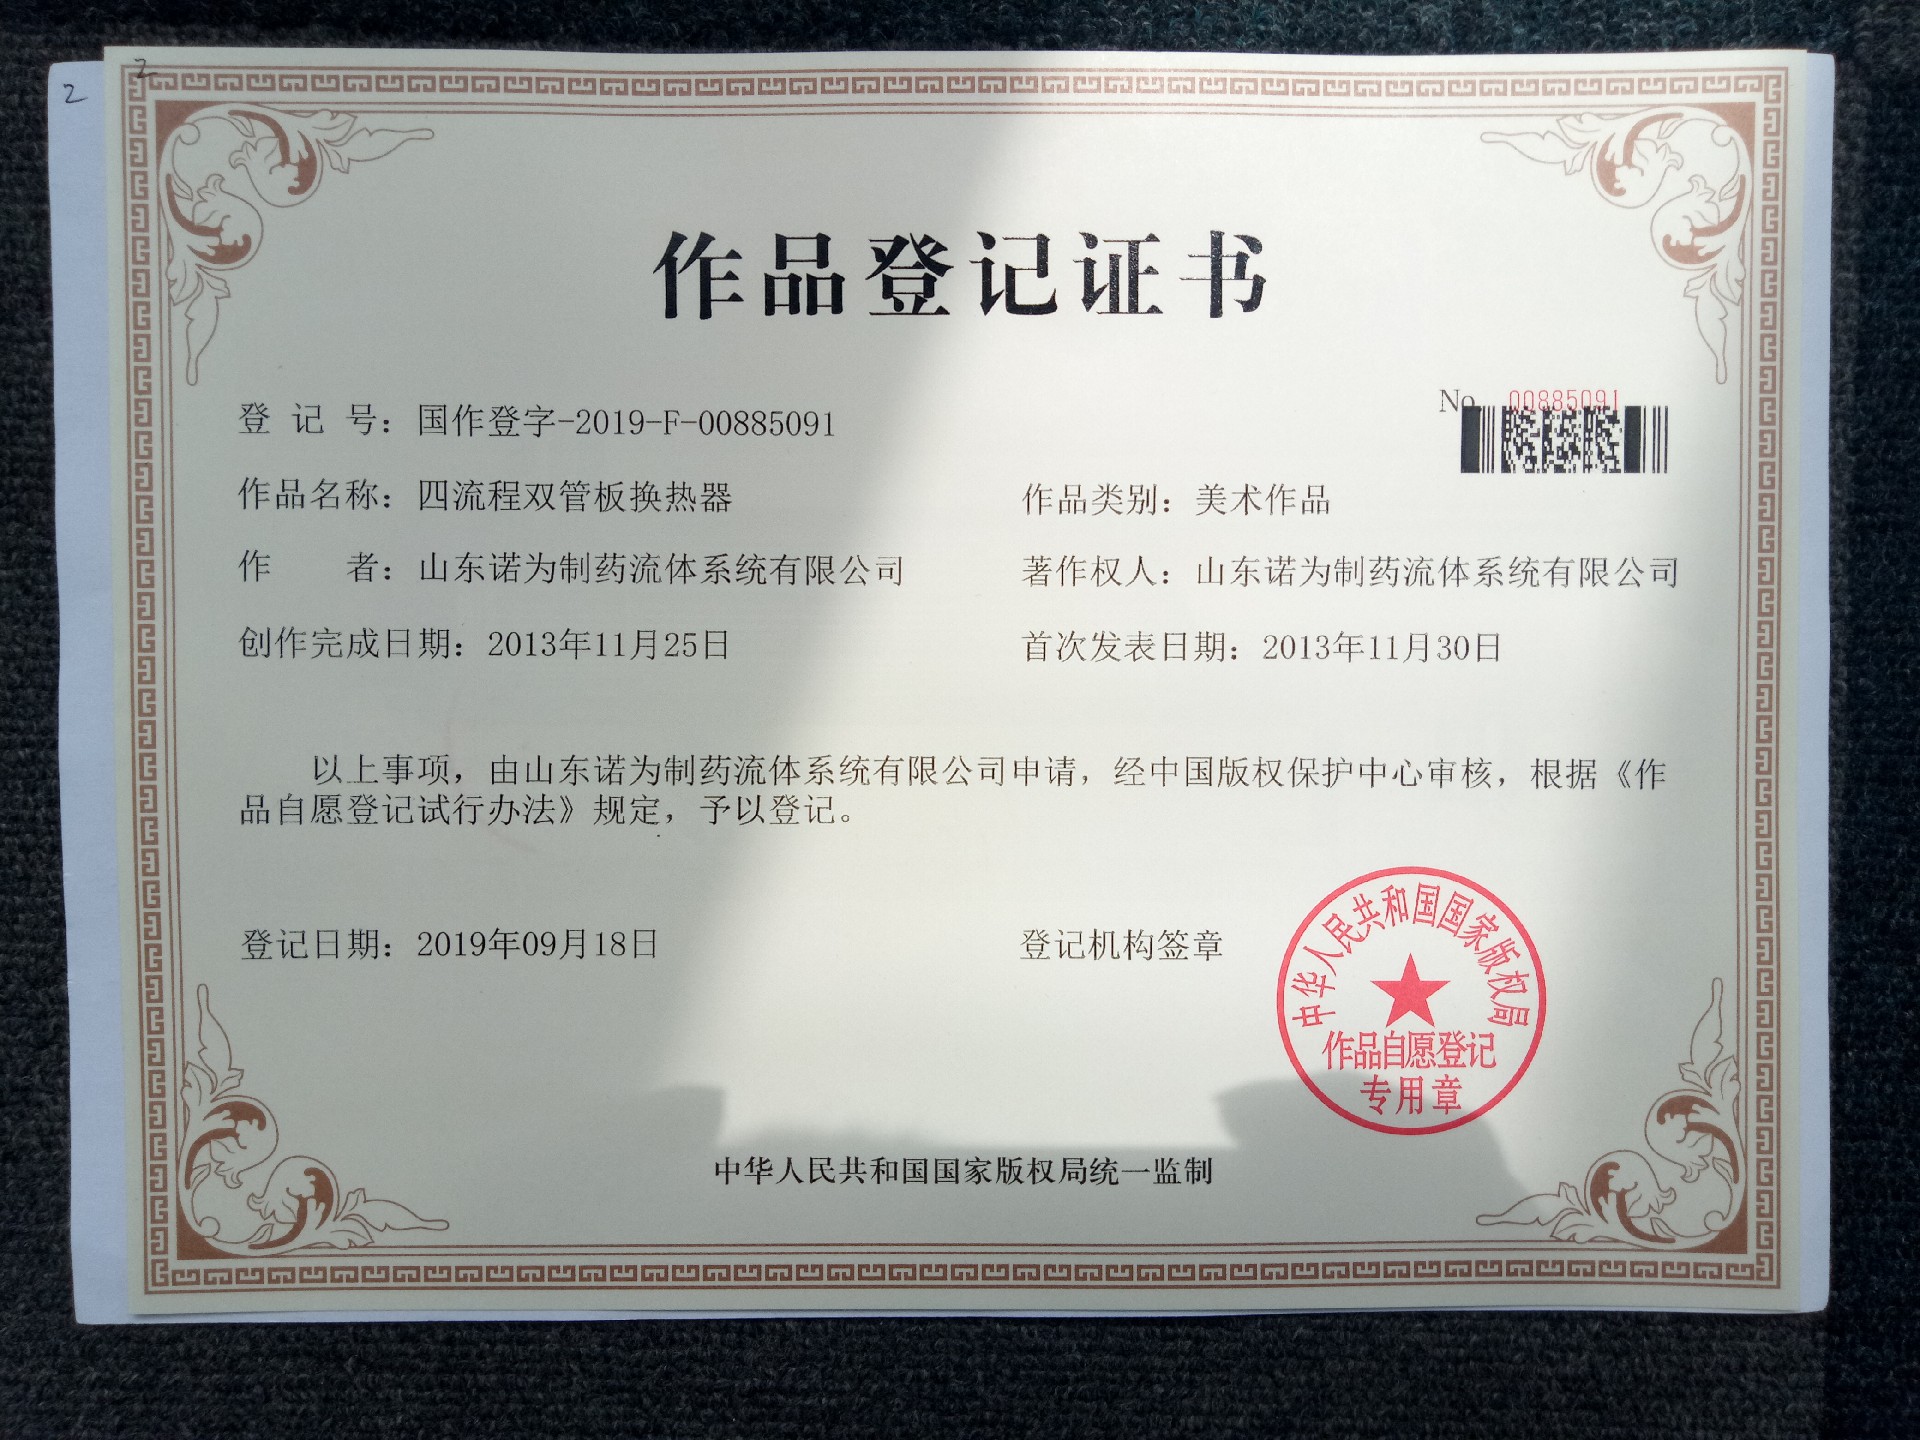 2
2
作品登记证书
No. 00885091
登 记 号：国作登字-2019-F-00885091
作品名称：四流程双管板换热器
作品类别：美术作品
作 者：山东诺为制药流体系统有限公司
著作权人：山东诺为制药流体系统有限公司
创作完成日期：2013年11月25日
首次发表日期：2013年11月30日
以上事项，由山东诺为制药流体系统有限公司申请，经中国版权保护中心审核，根据《作
品自愿登记试行办法》规定，予以登记。
登记日期：2019年09月18日
登记机构签章
中华人民共和国国家版权局
作品自愿登记
专用章
中华人民共和国国家版权局统一监制